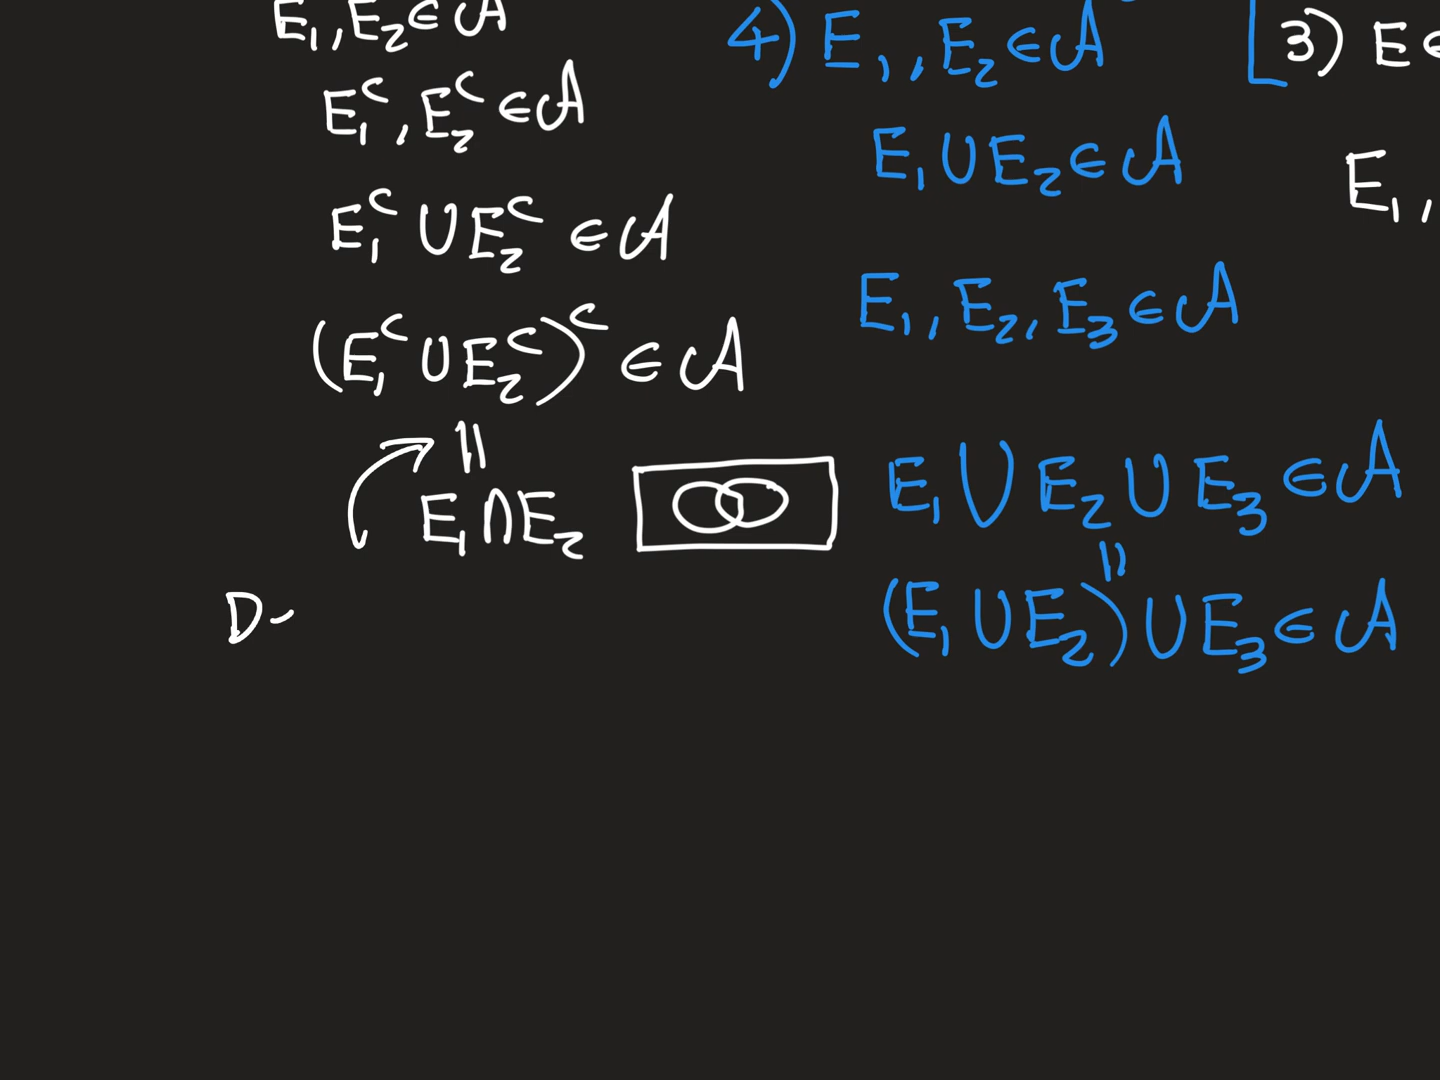 E₁, E₂ ∈ 𝒜
E₁ᶜ, E₂ᶜ ∈ 𝒜
E₁ᶜ ∪ E₂ᶜ ∈ 𝒜
(E₁ᶜ ∪ E₂ᶜ)ᶜ ∈ 𝒜
=
E₁ ∩ E₂
D
4) E₁, E₂ ∈ 𝒜
E₁ ∪ E₂ ∈ 𝒜
E₁, E₂, E₃ ∈ 𝒜
E₁ ∪ E₂ ∪ E₃ ∈ 𝒜
=
(E₁ ∪ E₂) ∪ E₃ ∈ 𝒜
3) E ∈
E₁,